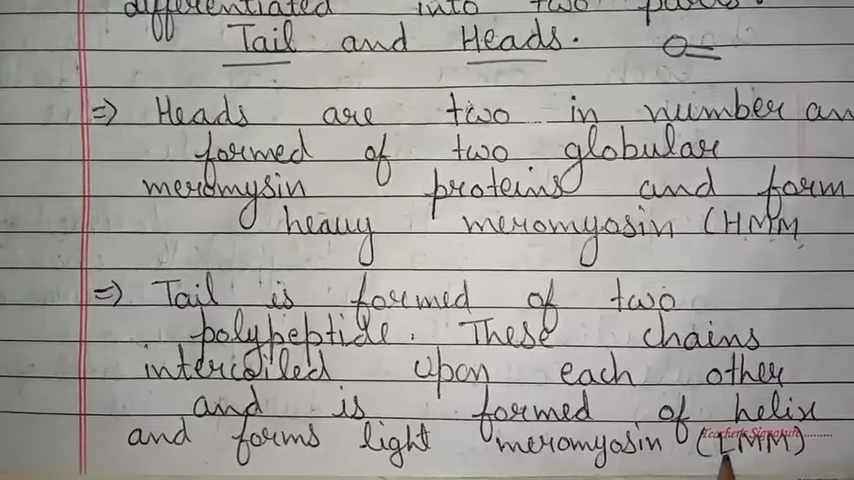 differentiated into two parts.
Tail and Heads.
=> Heads are two in number an
formed of two globular
meromysin proteins and form
heavy meromyosin (HMM
=> Tail is formed of two
polypeptide. These chains
intercoiled upon each other
and is formed of helix
Teacher's Signature..........
and forms light meromyosin (LMM)